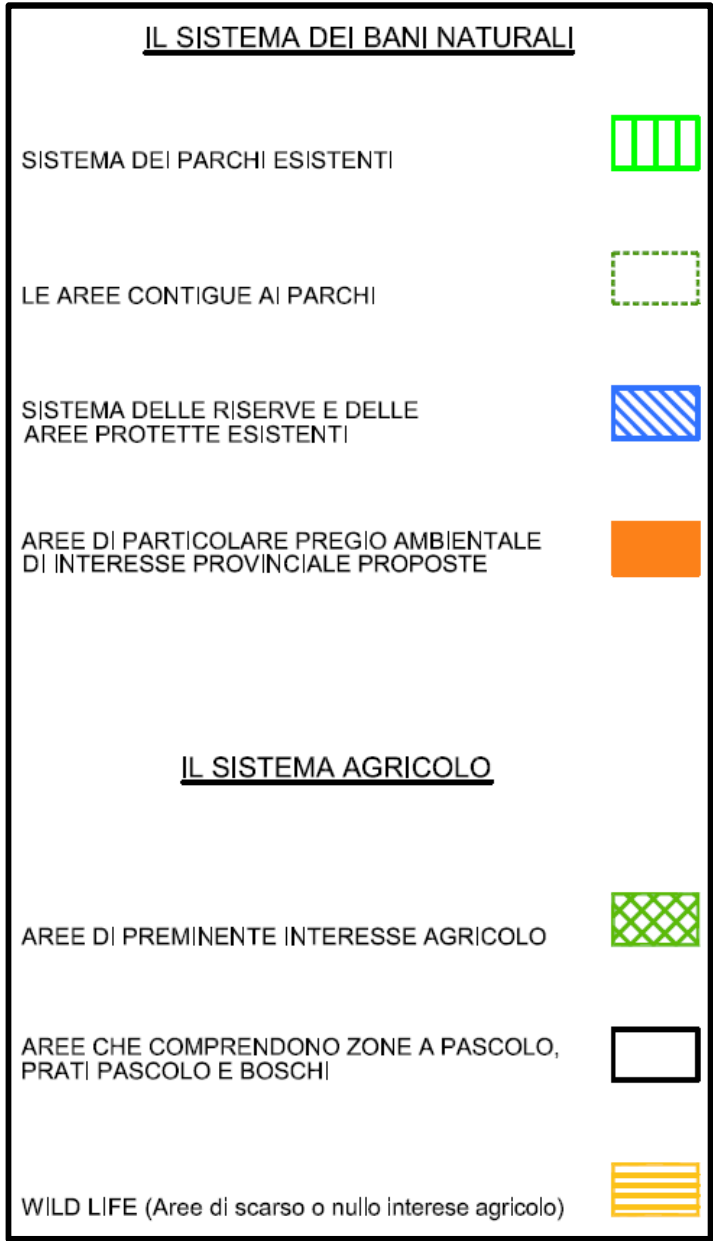 IL SISTEMA DEI BANI NATURALI
SISTEMA DEI PARCHI ESISTENTI
LE AREE CONTIGUE AI PARCHI
SISTEMA DELLE RISERVE E DELLE
AREE PROTETTE ESISTENTI
AREE DI PARTICOLARE PREGIO AMBIENTALE
DI INTERESSE PROVINCIALE PROPOSTE
IL SISTEMA AGRICOLO
AREE DI PREMINENTE INTERESSE AGRICOLO
AREE CHE COMPRENDONO ZONE A PASCOLO,
PRATI PASCOLO E BOSCHI
WILD LIFE (Aree di scarso o nullo interese agricolo)